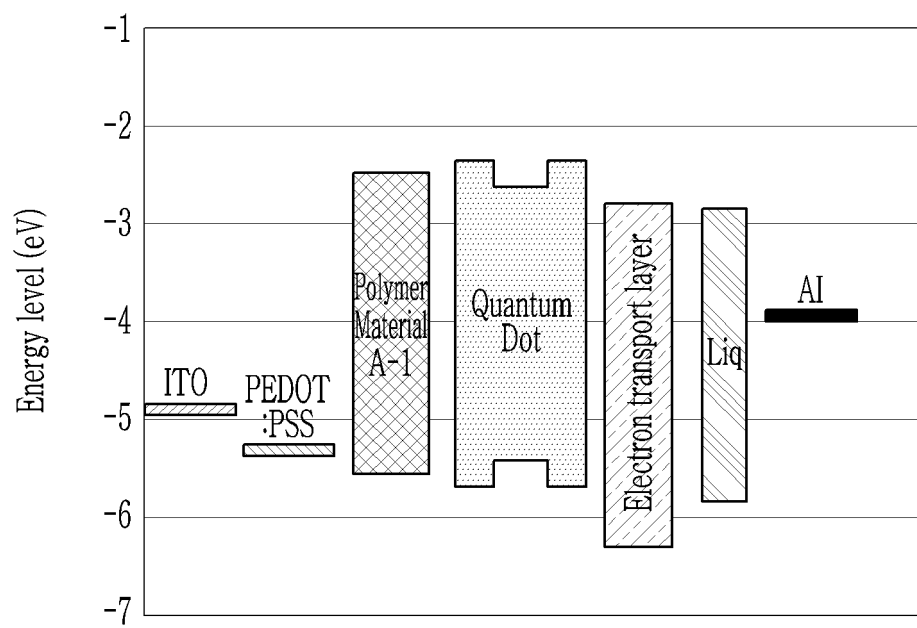 Energy level (eV)
-1
-2
-3
-4
-5
-6
-7
ITO
PEDOT
:PSS
Polymer
Material
A-1
Quantum
Dot
Electron transport layer
Liq
AI